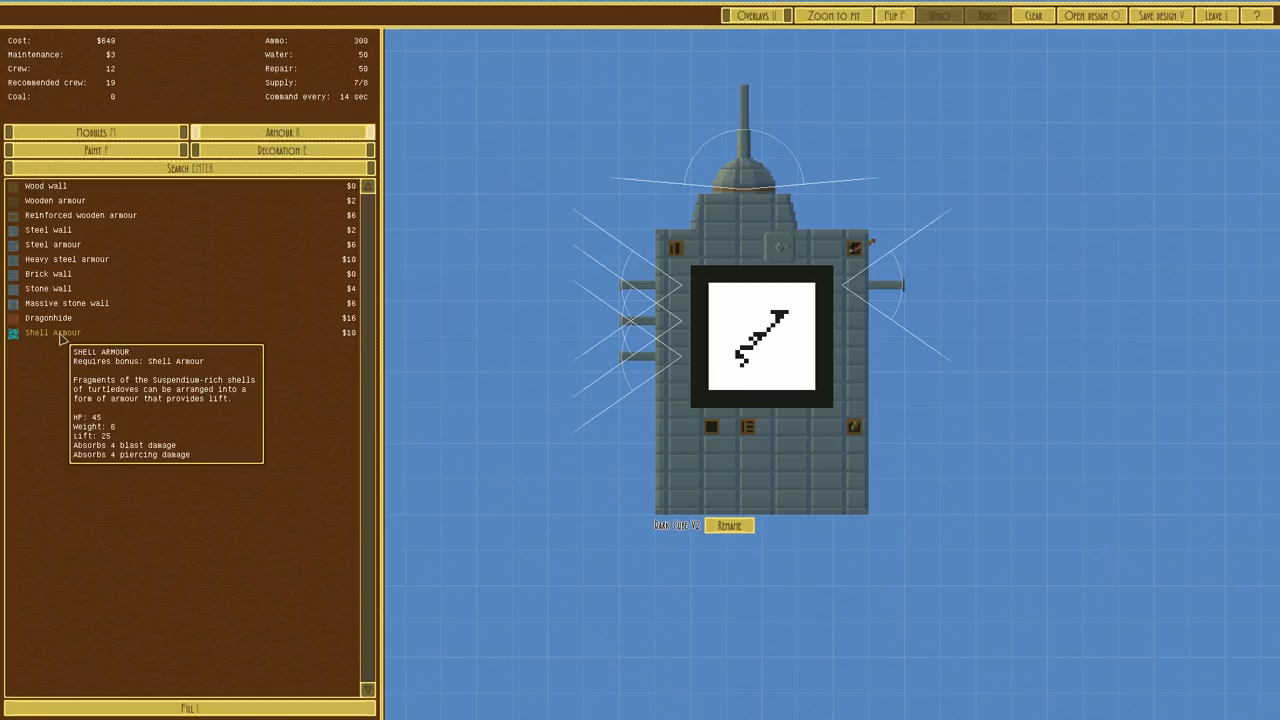 OVERLAYS U
ZOOM TO FIT
FLIP F
UNDO
REDO
CLEAR
OPEN DESIGN O
SAVE DESIGN V
LEAVE L
?
Cost: $649
Maintenance: $3
Crew: 12
Recommended crew: 19
Coal: 0
Ammo: 300
Water: 50
Repair: 50
Supply: 7/8
Command every: 14 sec
MODULES M
ARMOUR R
PAINT P
DECORATION E
SEARCH ENTER
Wood wall $0
Wooden armour $2
Reinforced wooden armour $6
Steel wall $2
Steel armour $6
Heavy steel armour $10
Brick wall $0
Stone wall $4
Massive stone wall $6
Dragonhide $16
Shell Armour $10
SHELL ARMOUR
Requires bonus: Shell Armour
Fragments of the Suspendium-rich shells
of turtledoves can be arranged into a
form of armour that provides lift.
HP: 45
Weight: 6
Lift: 25
Absorbs 4 blast damage
Absorbs 4 piercing damage
DARK CUBE V2
RENAME
FILL I